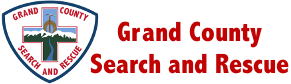 GRAND COUNTY
SEARCH AND RESCUE
Grand County
Search and Rescue